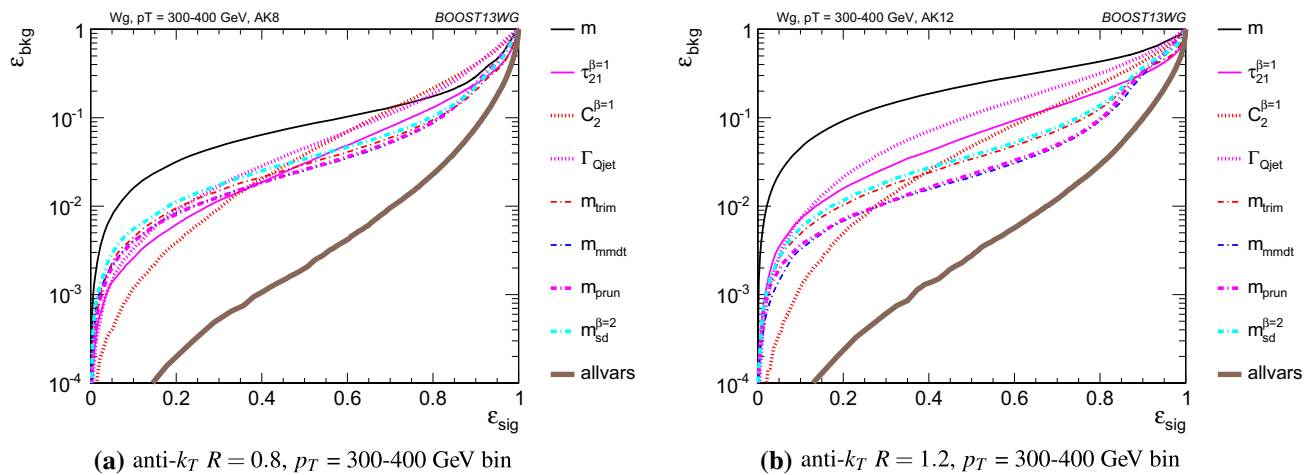 Wg, pT = 300-400 GeV, AK8
BOOST13WG
ε_bkg
1
10⁻¹
10⁻²
10⁻³
10⁻⁴
0 0.2 0.4 0.6 0.8 1
ε_sig
m
τ₂₁^β=1
C₂^β=1
Γ_Qjet
m_trim
m_mmdt
m_prun
m_sd^β=2
allvars
(a) anti-k_T R = 0.8, p_T = 300-400 GeV bin
Wg, pT = 300-400 GeV, AK12
BOOST13WG
ε_bkg
1
10⁻¹
10⁻²
10⁻³
10⁻⁴
0 0.2 0.4 0.6 0.8 1
ε_sig
m
τ₂₁^β=1
C₂^β=1
Γ_Qjet
m_trim
m_mmdt
m_prun
m_sd^β=2
allvars
(b) anti-k_T R = 1.2, p_T = 300-400 GeV bin